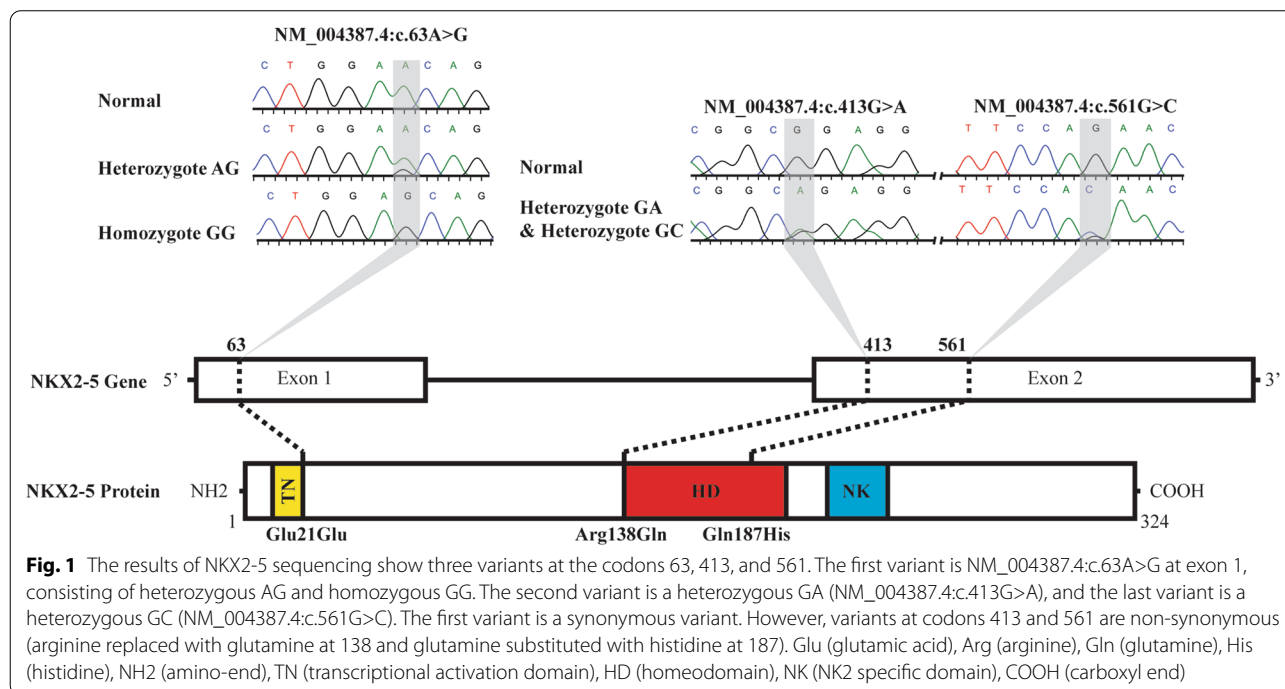 NM_004387.4:c.63A>G
C T G G A A C A G
Normal
C T G G A A C A G
Heterozygote AG
C T G G A G C A G
Homozygote GG
NM_004387.4:c.413G>A
NM_004387.4:c.561G>C
C G G C G G A G G
T T C C A G A A C
Normal
C G G C A G A G G
T T C C A C A A C
Heterozygote GA
& Heterozygote GC
63
413
561
NKX2-5 Gene
5’
Exon 1
Exon 2
3’
NKX2-5 Protein
NH2
TN
HD
NK
COOH
1
324
Glu21Glu
Arg138Gln
Gln187His
Fig. 1 The results of NKX2-5 sequencing show three variants at the codons 63, 413, and 561. The first variant is NM_004387.4:c.63A>G at exon 1,
consisting of heterozygous AG and homozygous GG. The second variant is a heterozygous GA (NM_004387.4:c.413G>A), and the last variant is a
heterozygous GC (NM_004387.4:c.561G>C). The first variant is a synonymous variant. However, variants at codons 413 and 561 are non-synonymous
(arginine replaced with glutamine at 138 and glutamine substituted with histidine at 187). Glu (glutamic acid), Arg (arginine), Gln (glutamine), His
(histidine), NH2 (amino-end), TN (transcriptional activation domain), HD (homeodomain), NK (NK2 specific domain), COOH (carboxyl end)